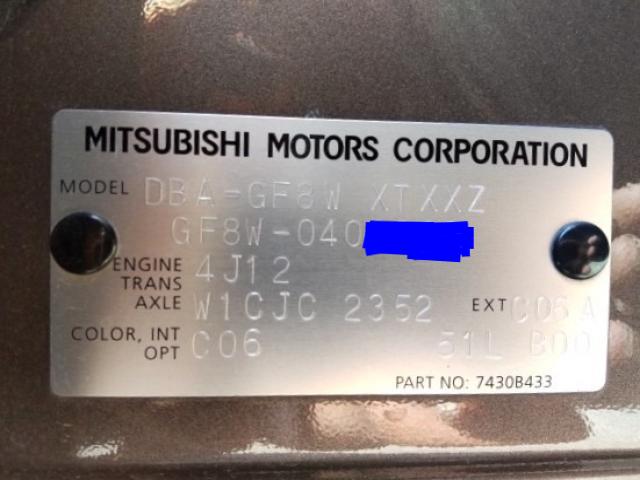 MITSUBISHI MOTORS CORPORATION
MODEL DBA-GF8W XTXXZ
GF8W-040
ENGINE 4J12
TRANS
AXLE W1CJC 2352 EXT C06A
COLOR, INT
OPT C06 51L B00
PART NO: 7430B433